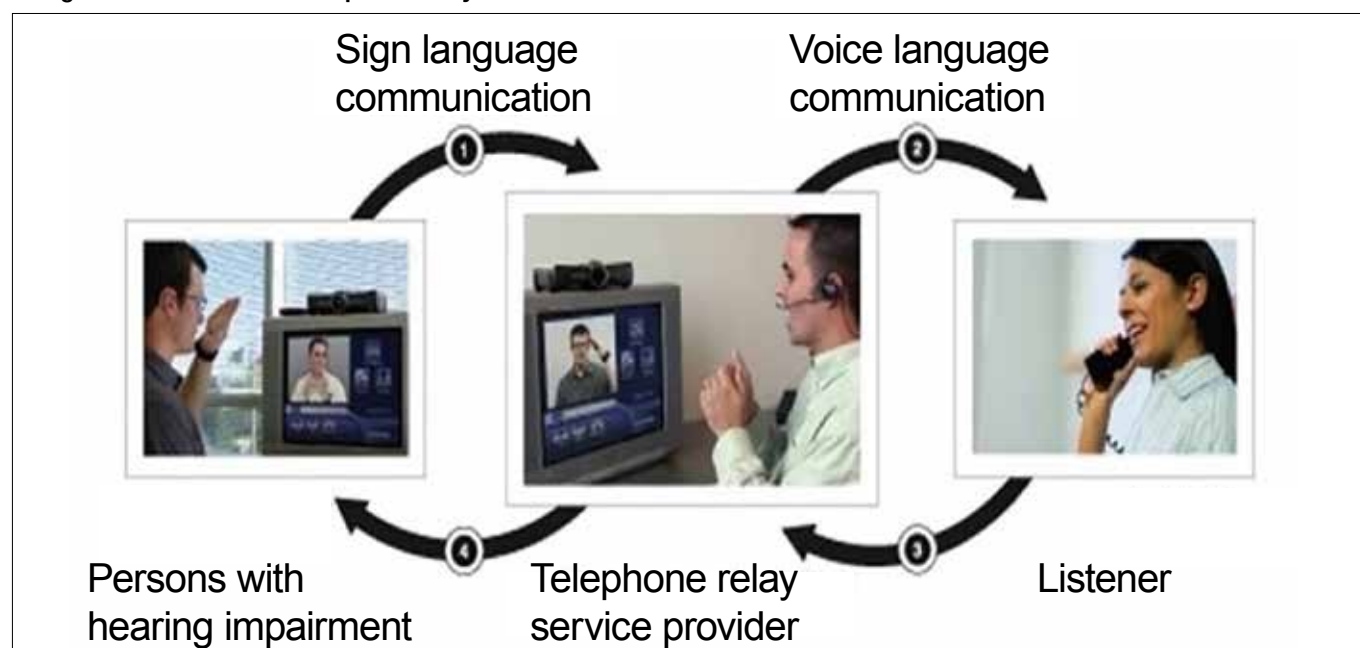 Sign language
communication
Voice language
communication
1
2
4
3
Persons with
hearing impairment
Telephone relay
service provider
Listener